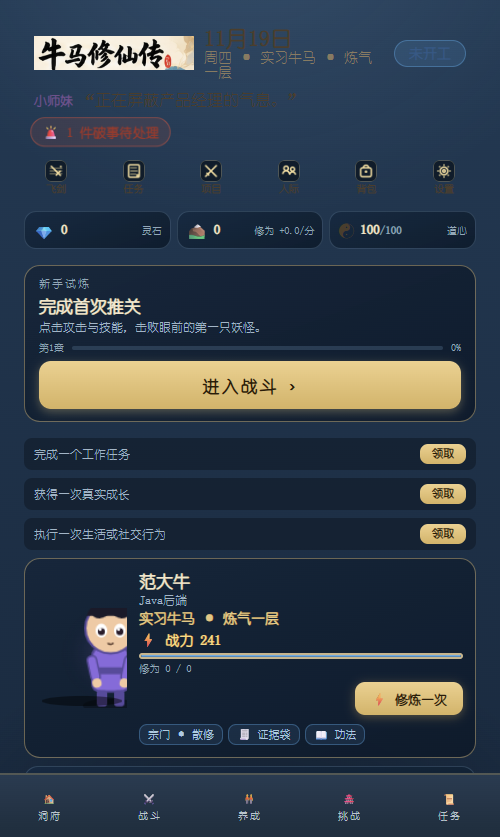 牛马修仙传
11月18日
周四 • 实习牛马 • 炼气一层
未开工
小师妹
1 件破事待处理
飞剑 任务 项目 人际 背包 设置
0 灵石
0 修为 +0.0/分
100/100 道心
新手试炼
完成首次推关
点击攻击与技能，击败眼前的第一只妖怪。
第1章 0%
进入战斗 ›
完成一个工作任务 领取
获得一次真实成长 领取
执行一次生活或社交行为 领取
范大牛
Java后端
实习牛马 • 炼气一层
战力 241
修为 0 / 0
修炼一次
宗门 • 散修 证据袋 功法
洞府 战斗 养成 挑战 任务